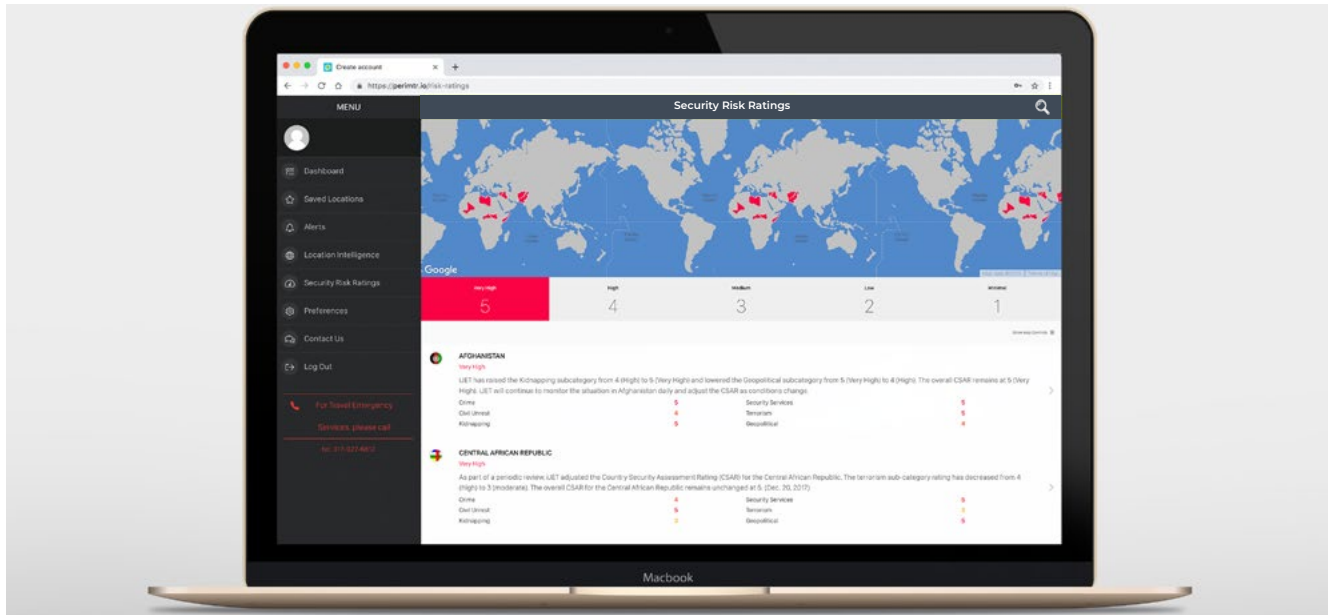 Create account
https://perimtr.io/risk-ratings
MENU
Security Risk Ratings
Dashboard
Saved Locations
Alerts
Location Intelligence
Security Risk Ratings
Preferences
Contact Us
Log Out
For Travel Emergency
Services, please call
Google
Very High
High
Medium
Low
Minimal
5
4
3
2
1
AFGHANISTAN
Very High
iJET has raised the Kidnapping subcategory from 4 (High) to 5 (Very High) and lowered the Geopolitical subcategory from 5 (Very High) to 4 (High). The overall CSAR remains at 5 (Very
High). iJET will continue to monitor the situation in Afghanistan daily and adjust the CSAR as conditions change.
Crime 5 Security Services 5
Civil Unrest 4 Terrorism 5
Kidnapping 5 Geopolitical 4
CENTRAL AFRICAN REPUBLIC
Very High
As part of a periodic review, iJET adjusted the Country Security Assessment Rating (CSAR) for the Central African Republic. The terrorism sub-category rating has decreased from 4
(high) to 3 (moderate). The overall CSAR for the Central African Republic remains unchanged at 5. (Dec. 20, 2017)
Crime 4 Security Services 5
Civil Unrest 5 Terrorism 3
Kidnapping 3 Geopolitical 5
Macbook